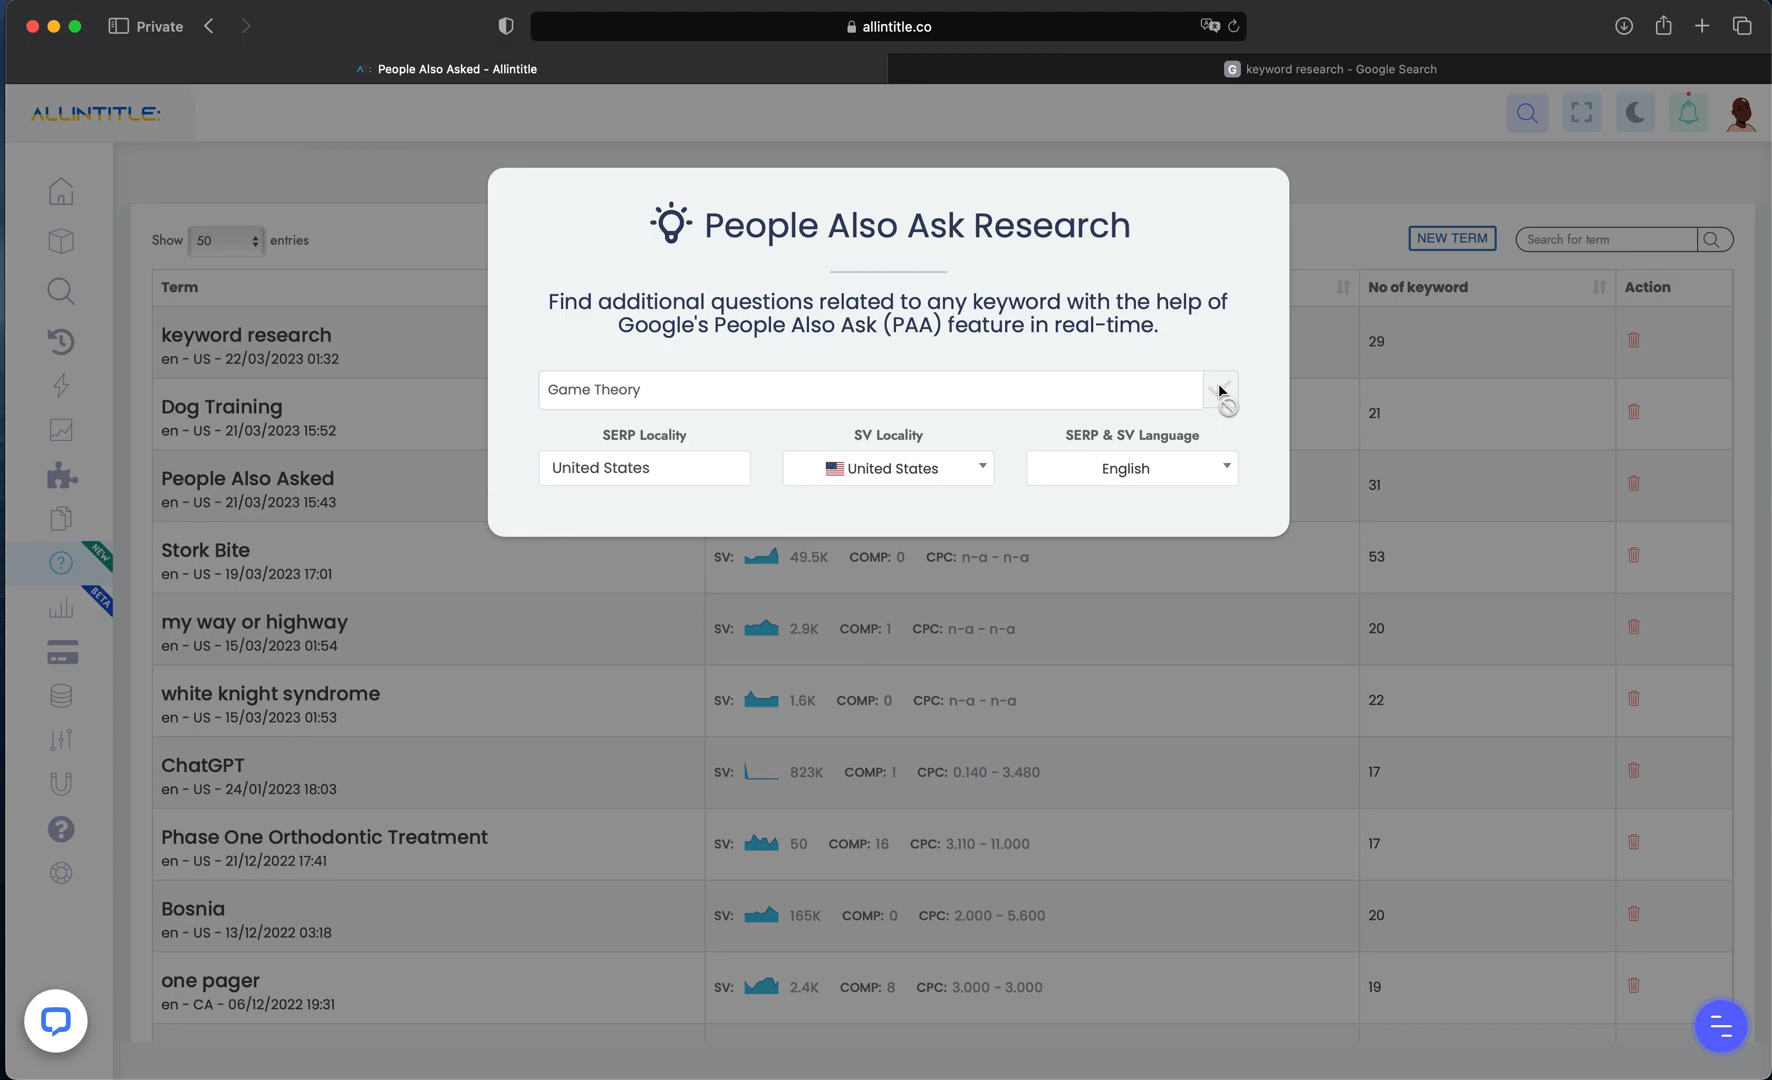 Private
allintitle.co
People Also Asked - Allintitle
G keyword research - Google Search
ALLINTITLE:
People Also Ask Research
Find additional questions related to any keyword with the help of
Google's People Also Ask (PAA) feature in real-time.
Game Theory
SERP Locality
SV Locality
SERP & SV Language
United States
United States
English
Show 50 entries
NEW TERM
Search for term
Term
No of keyword
Action
keyword research
en - US - 22/03/2023 01:32
29
Dog Training
en - US - 21/03/2023 15:52
21
People Also Asked
en - US - 21/03/2023 15:43
31
Stork Bite
en - US - 19/03/2023 17:01
SV: 49.5K COMP: 0 CPC: n-a - n-a
53
my way or highway
en - US - 15/03/2023 01:54
SV: 2.9K COMP: 1 CPC: n-a - n-a
20
white knight syndrome
en - US - 15/03/2023 01:53
SV: 1.6K COMP: 0 CPC: n-a - n-a
22
ChatGPT
en - US - 24/01/2023 18:03
SV: 823K COMP: 1 CPC: 0.140 - 3.480
17
Phase One Orthodontic Treatment
en - US - 21/12/2022 17:41
SV: 50 COMP: 16 CPC: 3.110 - 11.000
17
Bosnia
en - US - 13/12/2022 03:18
SV: 165K COMP: 0 CPC: 2.000 - 5.600
20
one pager
en - CA - 06/12/2022 19:31
SV: 2.4K COMP: 8 CPC: 3.000 - 3.000
19
NEW
BETA